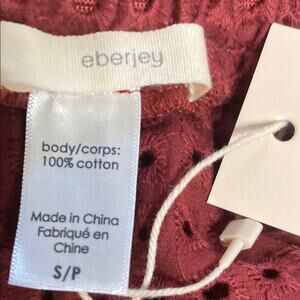 eberjey
body/corps:
100% cotton
Made in China
Fabriqué en
Chine
S/P